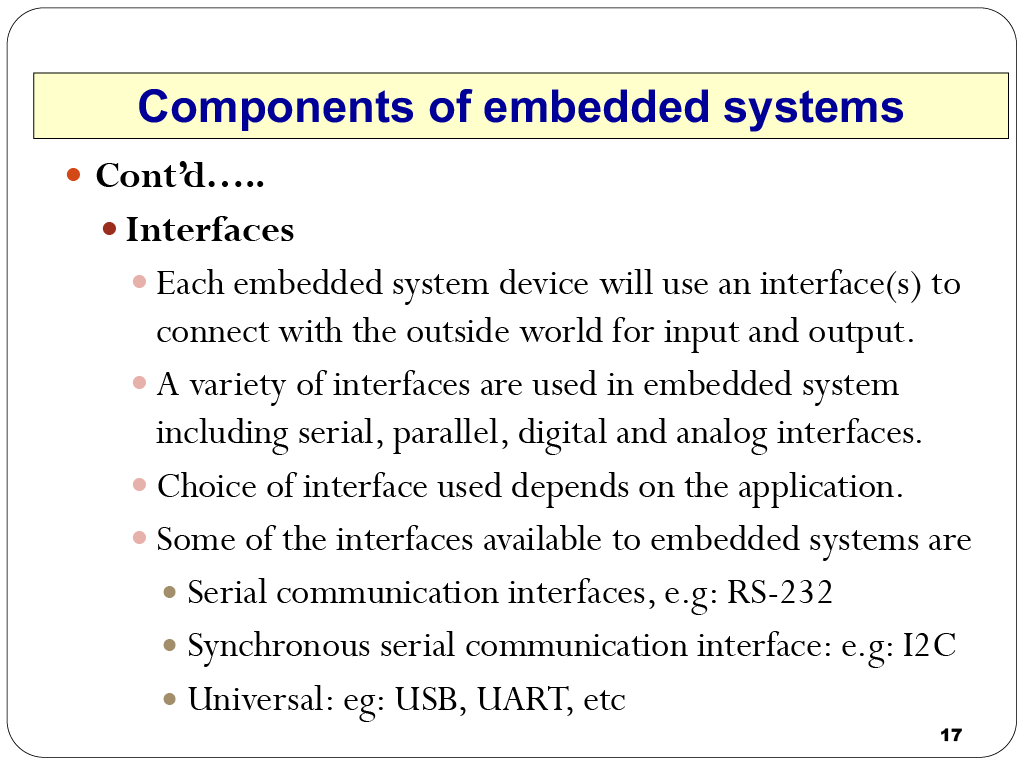 Components of embedded systems
Cont’d…..
Interfaces
Each embedded system device will use an interface(s) to
connect with the outside world for input and output.
A variety of interfaces are used in embedded system
including serial, parallel, digital and analog interfaces.
Choice of interface used depends on the application.
Some of the interfaces available to embedded systems are
Serial communication interfaces, e.g: RS-232
Synchronous serial communication interface: e.g: I2C
Universal: eg: USB, UART, etc
17